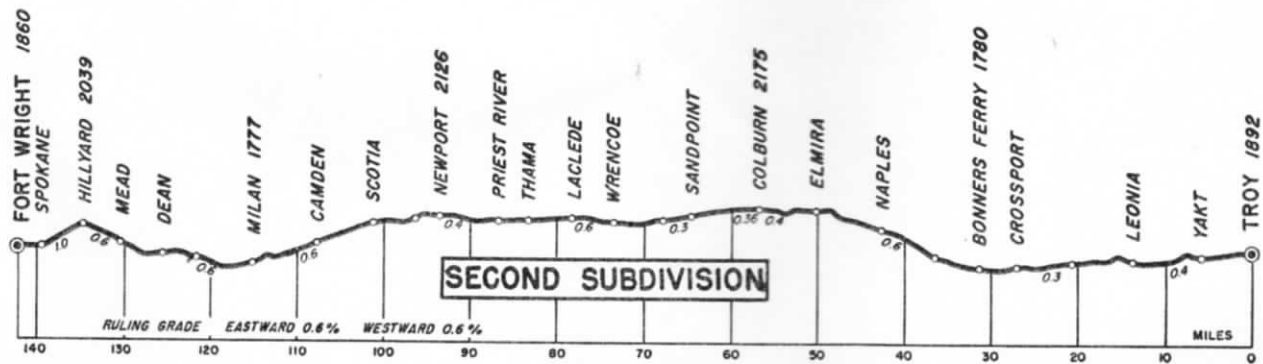 FORT WRIGHT 1860
SPOKANE
HILLYARD 2039
MEAD
DEAN
MILAN 1777
CAMDEN
SCOTIA
NEWPORT 2126
PRIEST RIVER
THAMA
LACLEDE
WRENCOE
SANDPOINT
COLBURN 2175
ELMIRA
NAPLES
BONNERS FERRY 1780
CROSSPORT
LEONIA
YAKT
TROY 1892
1.0 0.6 0.6 0.6 0.4 0.6 0.3 0.36 0.4 0.6 0.3 0.4
SECOND SUBDIVISION
RULING GRADE EASTWARD 0.6% WESTWARD 0.6% MILES
140 130 120 110 100 90 80 70 60 50 40 30 20 10 0